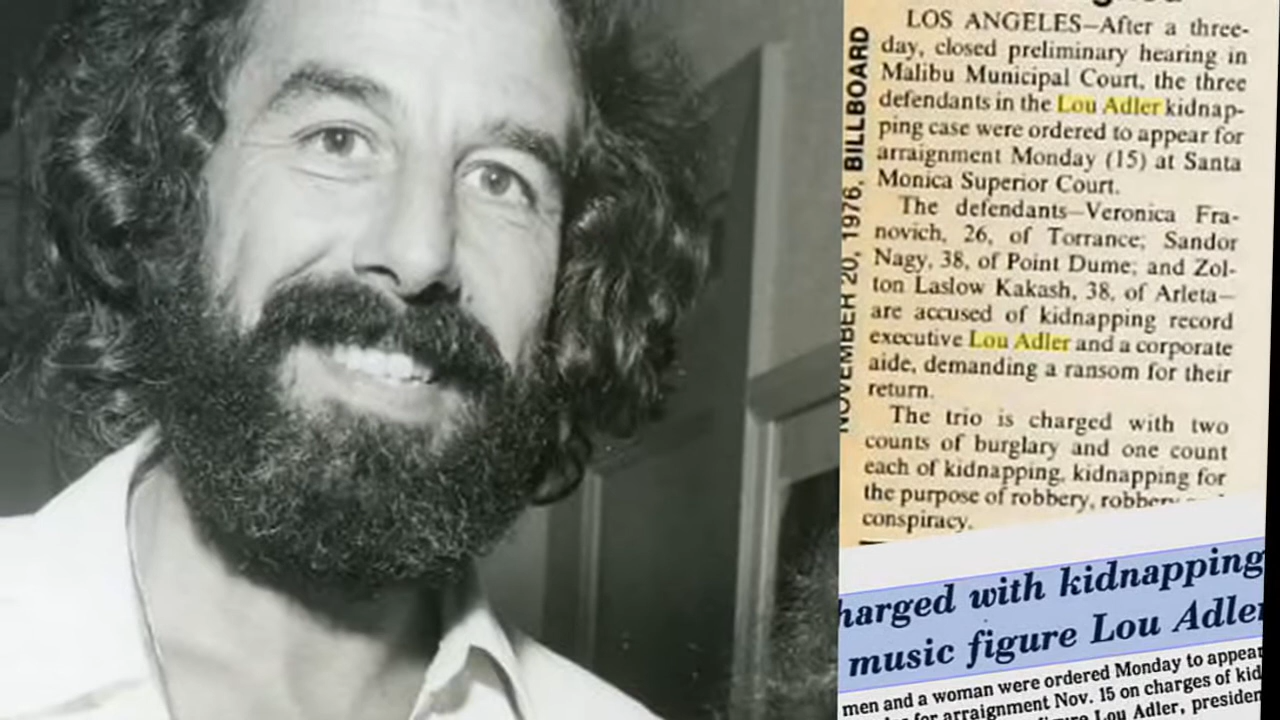 LOS ANGELES—After a three-
day, closed preliminary hearing in
Malibu Municipal Court, the three
defendants in the Lou Adler kidnap-
ping case were ordered to appear for
arraignment Monday (15) at Santa
Monica Superior Court.
The defendants—Veronica Fra-
novich, 26, of Torrance; Sandor
Nagy, 38, of Point Dume; and Zol-
ton Laslow Kakash, 38, of Arleta—
are accused of kidnapping record
executive Lou Adler and a corporate
aide, demanding a ransom for their
return.
The trio is charged with two
counts of burglary and one count
each of kidnapping, kidnapping for
the purpose of robbery, robbery
conspiracy.
NOVEMBER 20, 1976, BILLBOARD
harged with kidnapping
music figure Lou Adler
men and a woman were ordered Monday to appear
for arraignment Nov. 15 on charges of kid
Lou Adler, presiden